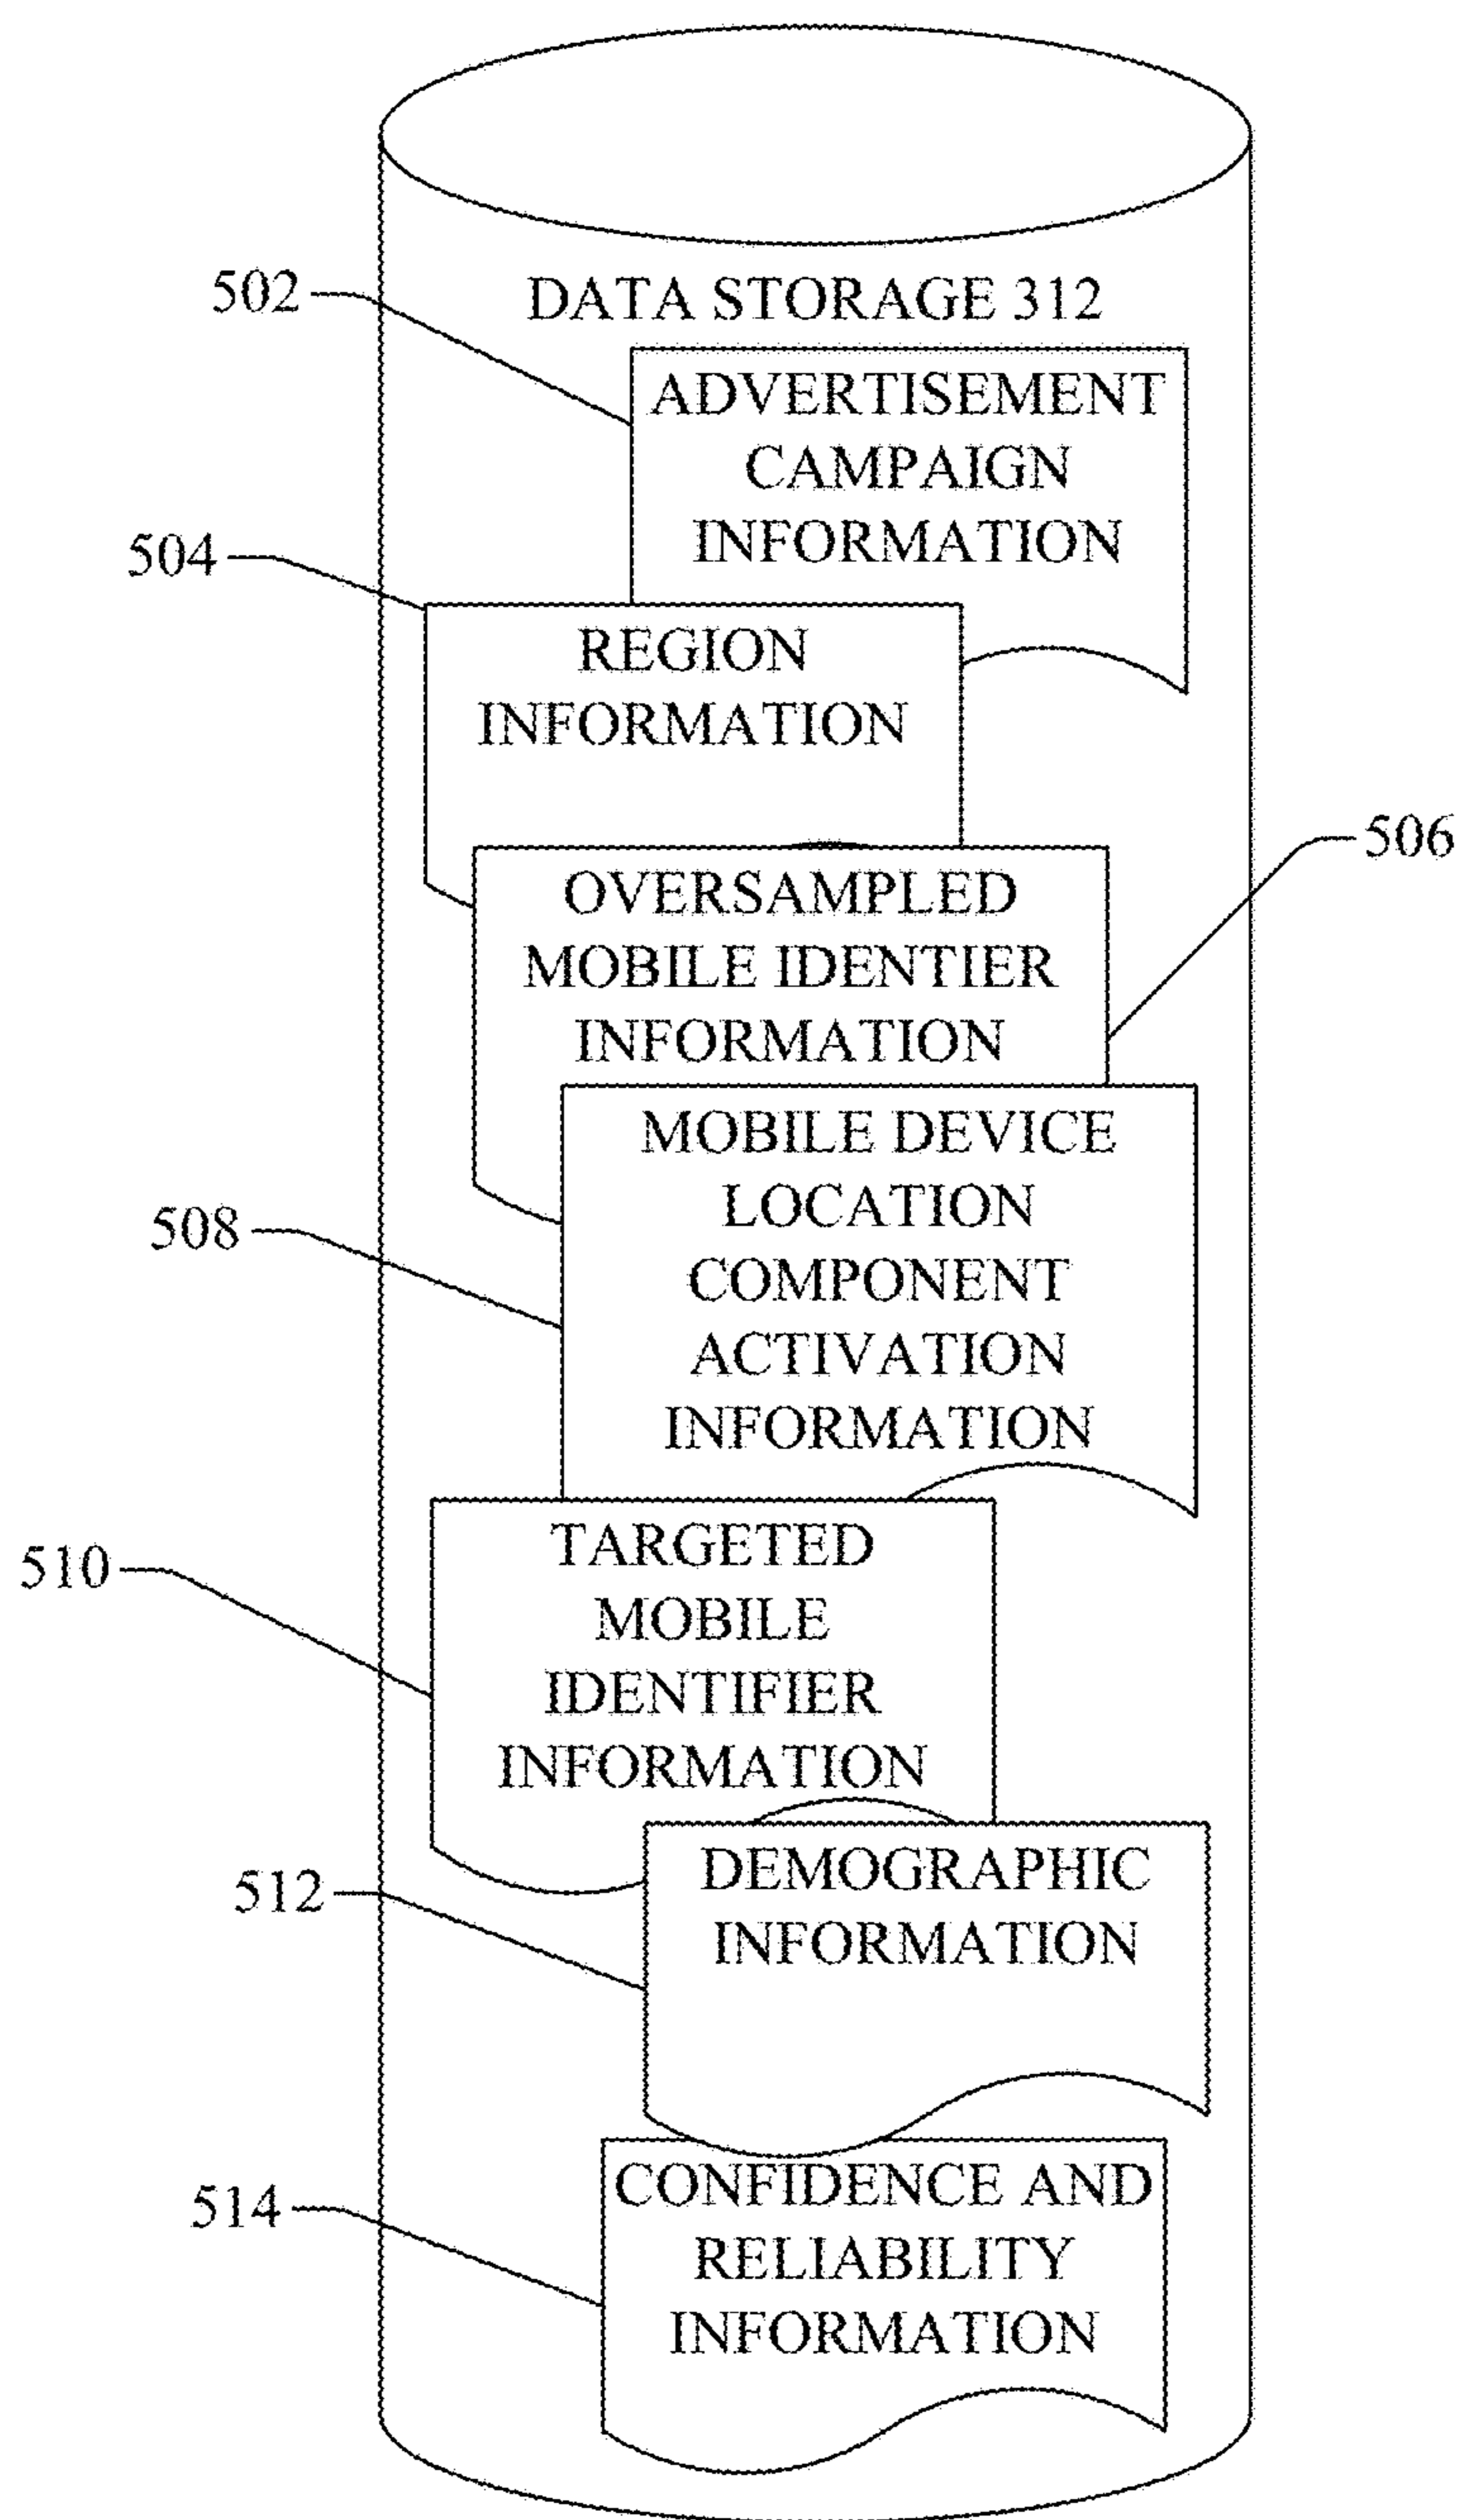 DATA STORAGE 312
502
ADVERTISEMENT
CAMPAIGN
INFORMATION
504
REGION
INFORMATION
506
OVERSAMPLED
MOBILE IDENTIER
INFORMATION
508
MOBILE DEVICE
LOCATION
COMPONENT
ACTIVATION
INFORMATION
510
TARGETED
MOBILE
IDENTIFIER
INFORMATION
512
DEMOGRAPHIC
INFORMATION
514
CONFIDENCE AND
RELIABILITY
INFORMATION